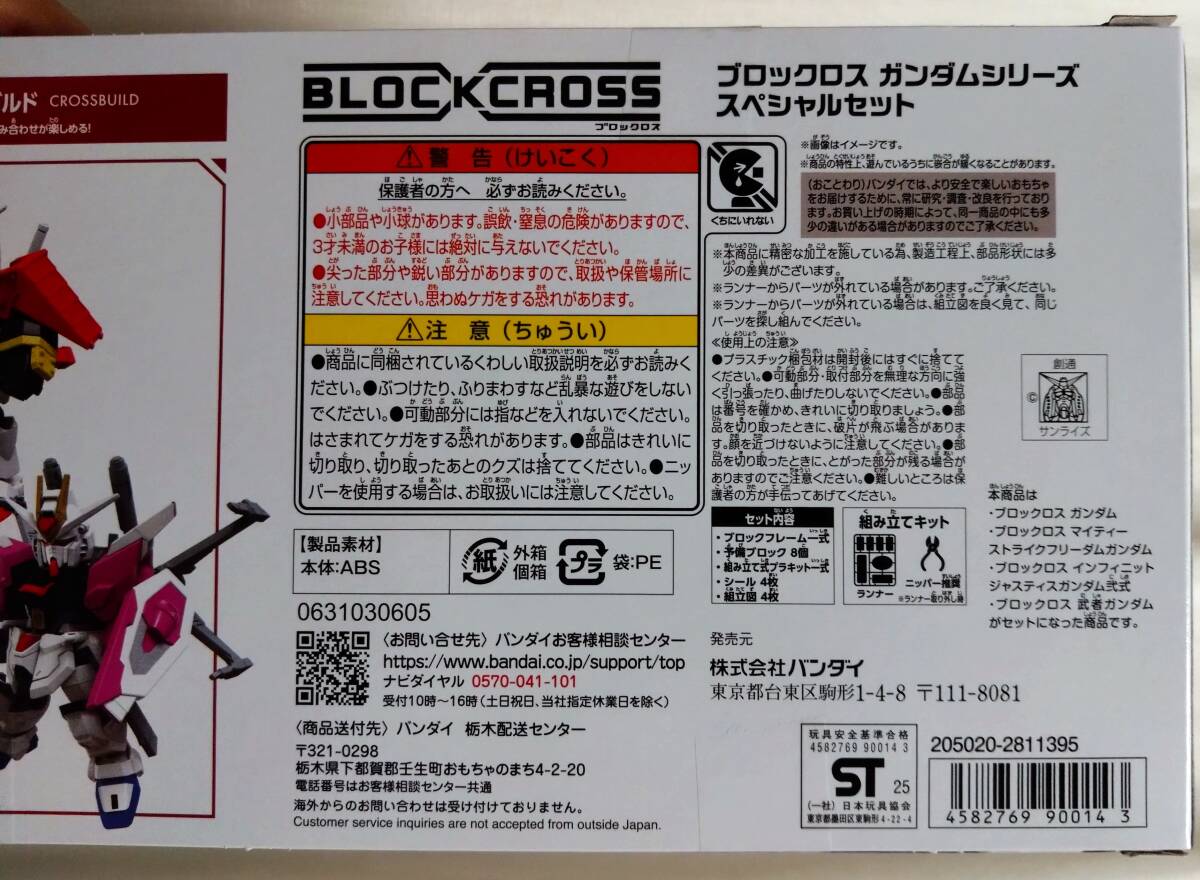 ルド CROSSBUILD
み合わせが楽しめる!
BLOCKCROSS
ブロックロス
警告(けいこく)
保護者の方へ 必ずお読みください。
●小部品や小球があります。誤飲・窒息の危険がありますので、
3才未満のお子様には絶対に与えないでください。
●尖った部分や鋭い部分がありますので、取扱や保管場所に
注意してください。思わぬケガをする恐れがあります。
注意(ちゅうい)
●商品に同梱されているくわしい取扱説明を必ずお読みく
ださい。●ぶつけたり、ふりまわすなど乱暴な遊びをしない
でください。●可動部分には指などを入れないでください。
はさまれてケガをする恐れがあります。●部品はきれいに
切り取り、切り取ったあとのクズは捨ててください。●ニッ
パーを使用する場合は、お取扱いには注意してください。
【製品素材】
本体:ABS
紙 外箱
個箱
プラ 袋:PE
0631030605
〈お問い合せ先〉バンダイお客様相談センター
https://www.bandai.co.jp/support/top
ナビダイヤル 0570-041-101
受付10時〜16時(土日祝日、当社指定休業日を除く)
〈商品送付先〉バンダイ 栃木配送センター
〒321-0298
栃木県下都賀郡壬生町おもちゃのまち4-2-20
電話番号はお客様相談センター共通
海外からのお問い合わせは受け付けておりません。
Customer service inquiries are not accepted from outside Japan.
ブロックロス ガンダムシリーズ
スペシャルセット
くちにいれない
※画像はイメージです。
※商品の特性上、遊んでいるうちに嵌合が緩くなることがあります。
(おことわり)バンダイでは、より安全で楽しいおもちゃ
をお届けするために、常に研究・調査・改良を行っており
ます。お買い上げの時期によって、同一商品の中にも多
少の違いがある場合がありますのでご了承ください。
※本商品に精密な加工を施している為、製造工程上、部品形状には多
少の差異がございます。
※ランナーからパーツが外れている場合があります。ご了承ください。
※ランナーからパーツが外れている場合は、組立図を良く見て、同じ
パーツを探し組んでください。
≪使用上の注意≫
●プラスチック梱包材は開封後にはすぐに捨てて
ください。●可動部分・取付部分を無理な方向に強
く引っ張ったり、曲げたりしないでください。●部品
は番号を確かめ、きれいに切り取りましょう。●部
品を切り取ったときに、破片が飛ぶ場合がありま
す。顔を近づけないように注意してください。●部
品を切り取ったときに、とがった部分が残る場合が
ありますのでご注意ください。●難しいところは保
護者の方が手伝ってあげてください。
創通
©
サンライズ
セット内容
・ブロックフレーム一式
・予備ブロック 8個
・組み立て式プラキット一式
・シール 4枚
・組立図 4枚
組み立てキット
ランナー
ニッパー推奨
※ランナー取り外し時
本商品は
・ブロックロス ガンダム
・ブロックロス マイティー
ストライクフリーダムガンダム
・ブロックロス インフィニット
ジャスティスガンダム弐式
・ブロックロス 武者ガンダム
がセットになった商品です。
発売元
株式会社バンダイ
東京都台東区駒形1-4-8 〒111-8081
玩具安全基準合格
4582769 90014 3
ST 25
(一社)日本玩具協会
東京都墨田区東駒形4-22-4
205020-2811395
4582769 90014 3